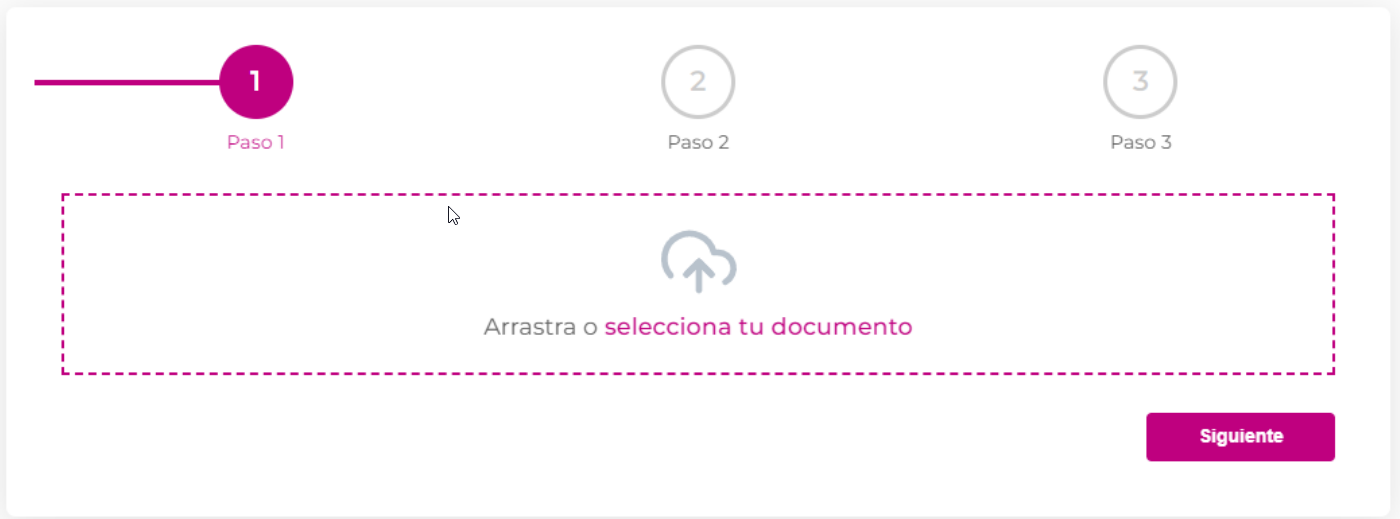 1
2
3
Paso 1
Paso 2
Paso 3
Arrastra o selecciona tu documento
Siguiente